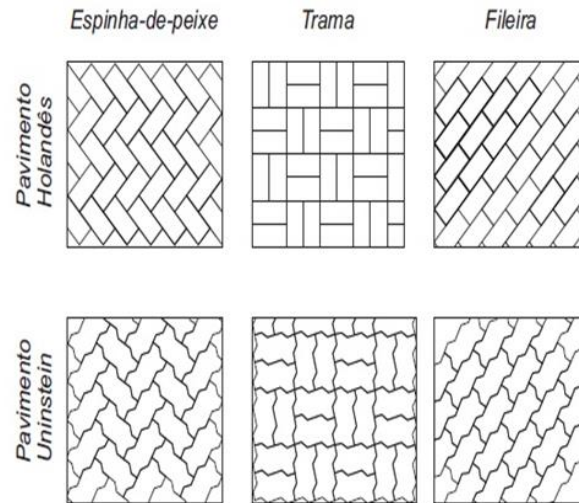 Espinha-de-peixe
Trama
Fileira
Pavimento
Holandês
Pavimento
Uninstein